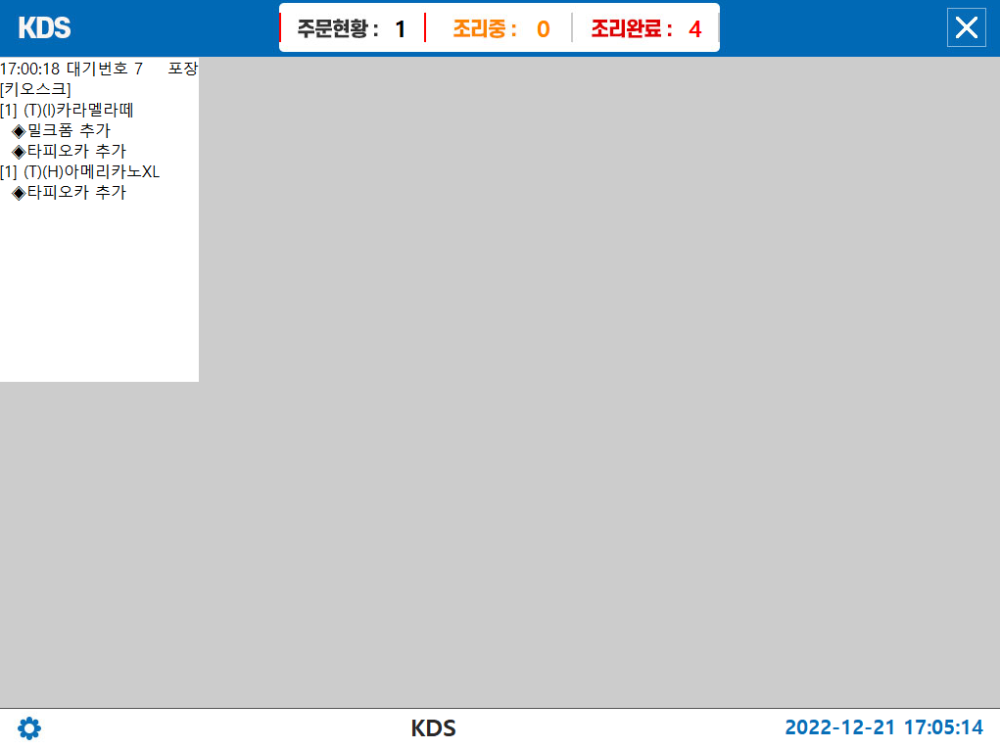 KDS
주문현황 : 1 조리중 : 0 조리완료 : 4
17:00:18 대기번호 7 포장
[키오스크]
[1] (T)(I)카라멜라떼
◈밀크폼 추가
◈타피오카 추가
[1] (T)(H)아메리카노XL
◈타피오카 추가
KDS
2022-12-21 17:05:14